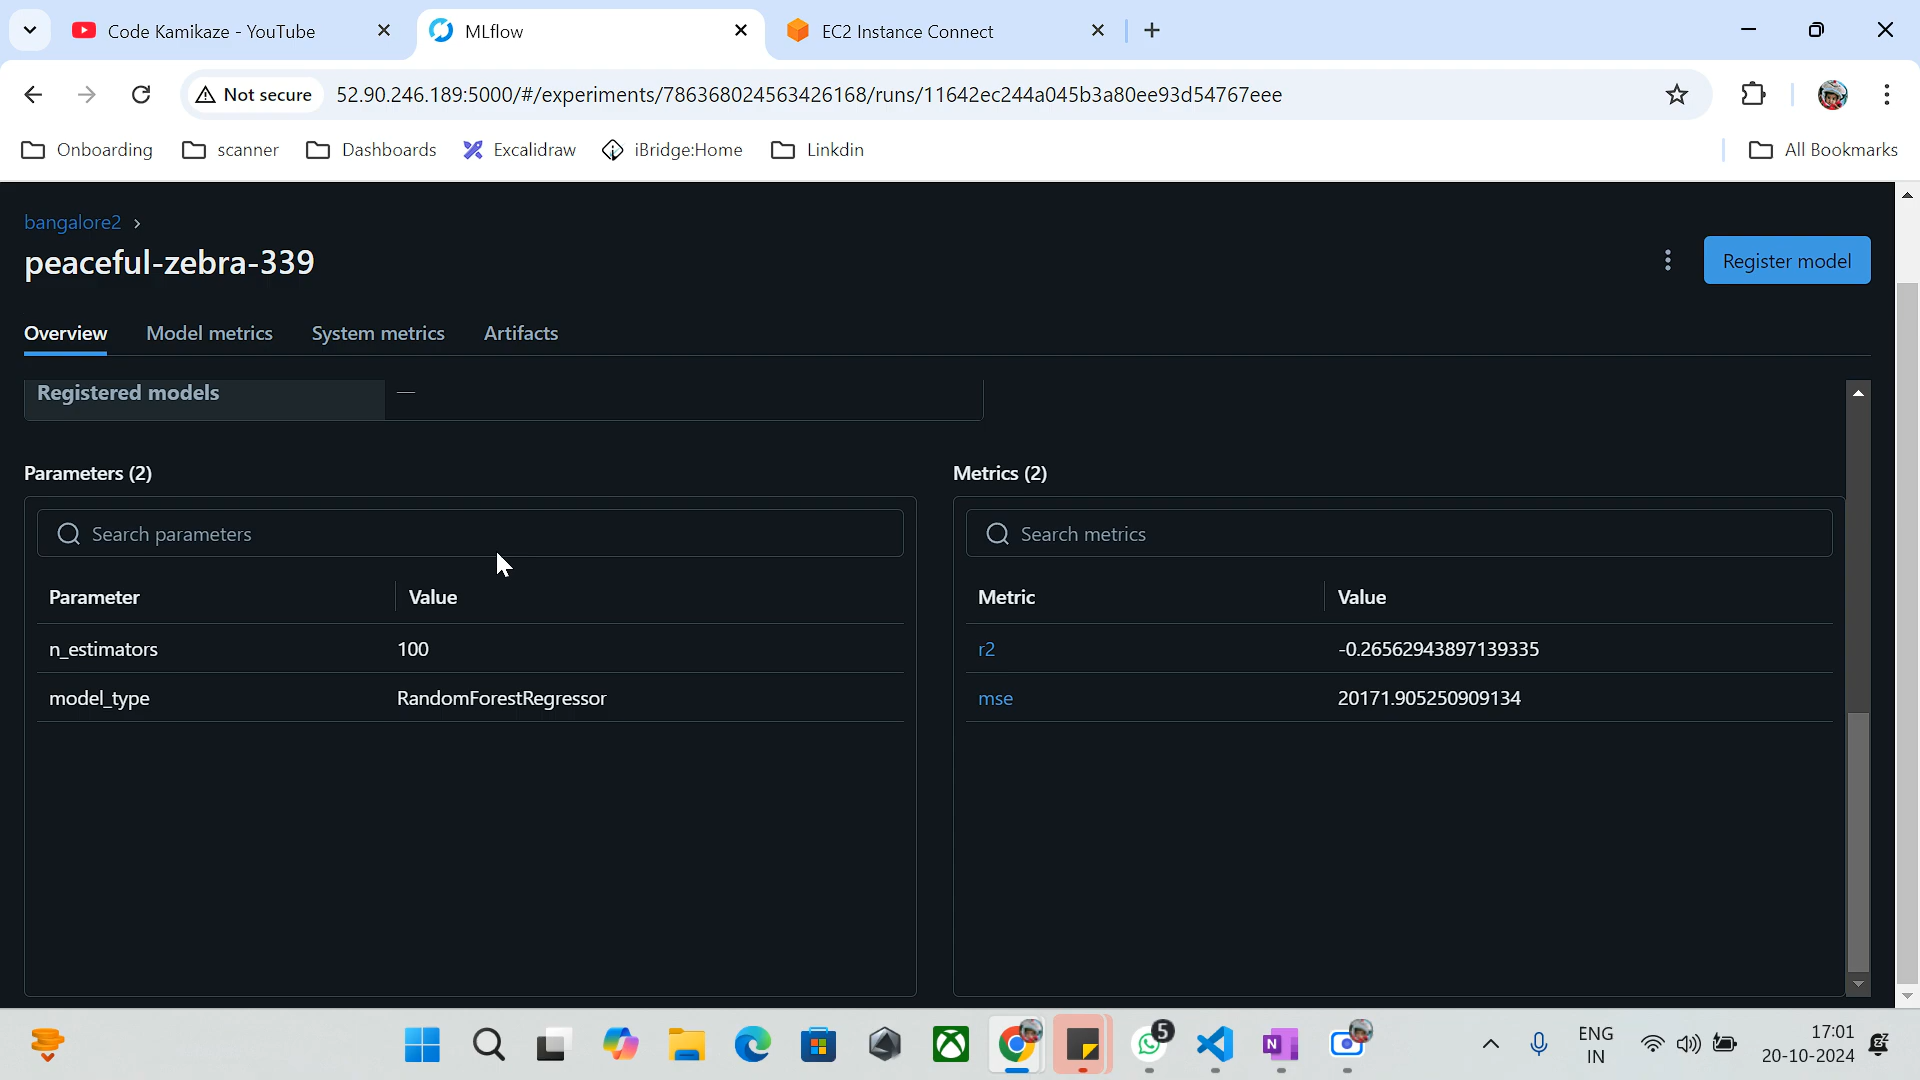 Code Kamikaze - YouTube
MLflow
EC2 Instance Connect
Not secure
52.90.246.189:5000/#/experiments/786368024563426168/runs/11642ec244a045b3a80ee93d54767eee
Onboarding
scanner
Dashboards
Excalidraw
iBridge:Home
Linkdin
All Bookmarks
bangalore2 ›
peaceful-zebra-339
Register model
Overview
Model metrics
System metrics
Artifacts
Registered models —
Parameters (2)
Search parameters
Parameter Value
n_estimators 100
model_type RandomForestRegressor
Metrics (2)
Search metrics
Metric Value
r2 -0.26562943897139335
mse 20171.905250909134
5
N
ENG
IN
17:01
20-10-2024